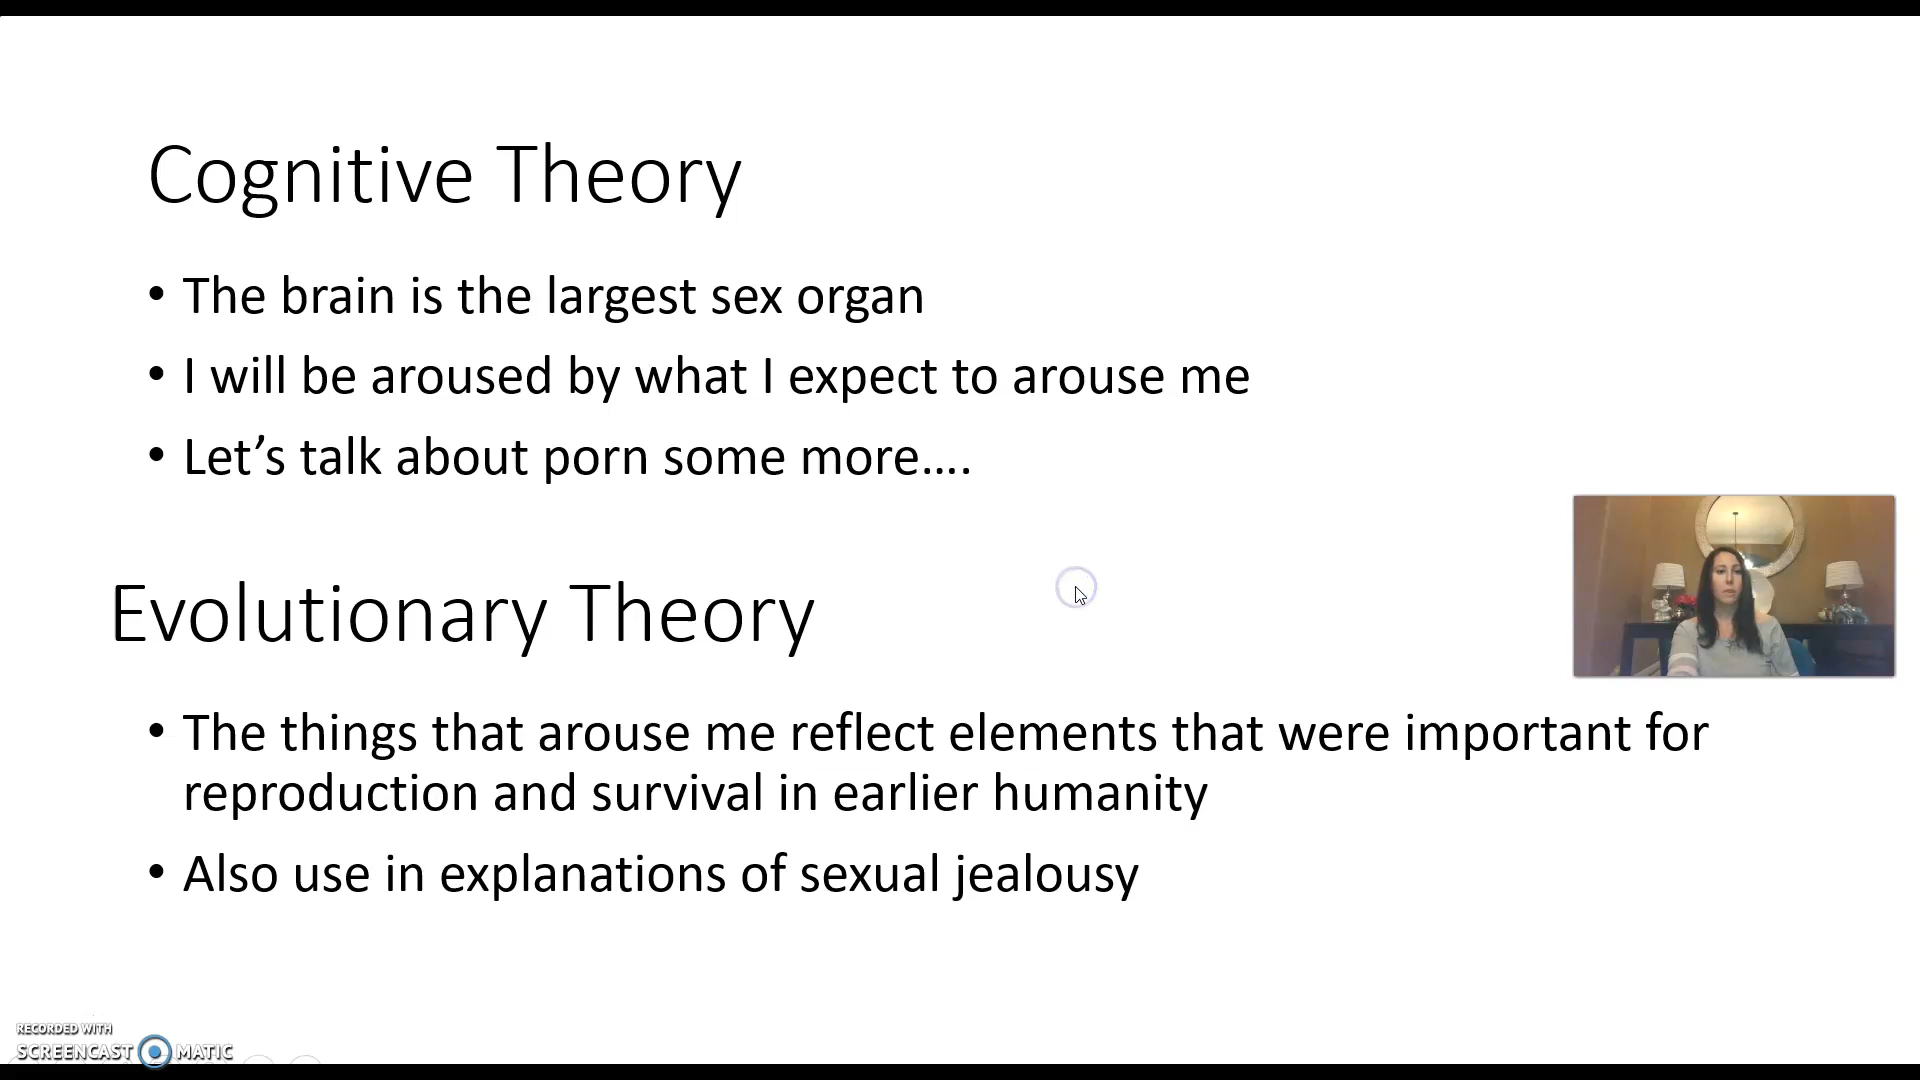 Cognitive Theory
• The brain is the largest sex organ
• I will be aroused by what I expect to arouse me
• Let’s talk about porn some more….
Evolutionary Theory
• The things that arouse me reflect elements that were important for
reproduction and survival in earlier humanity
• Also use in explanations of sexual jealousy
RECORDED WITH
SCREENCAST MATIC